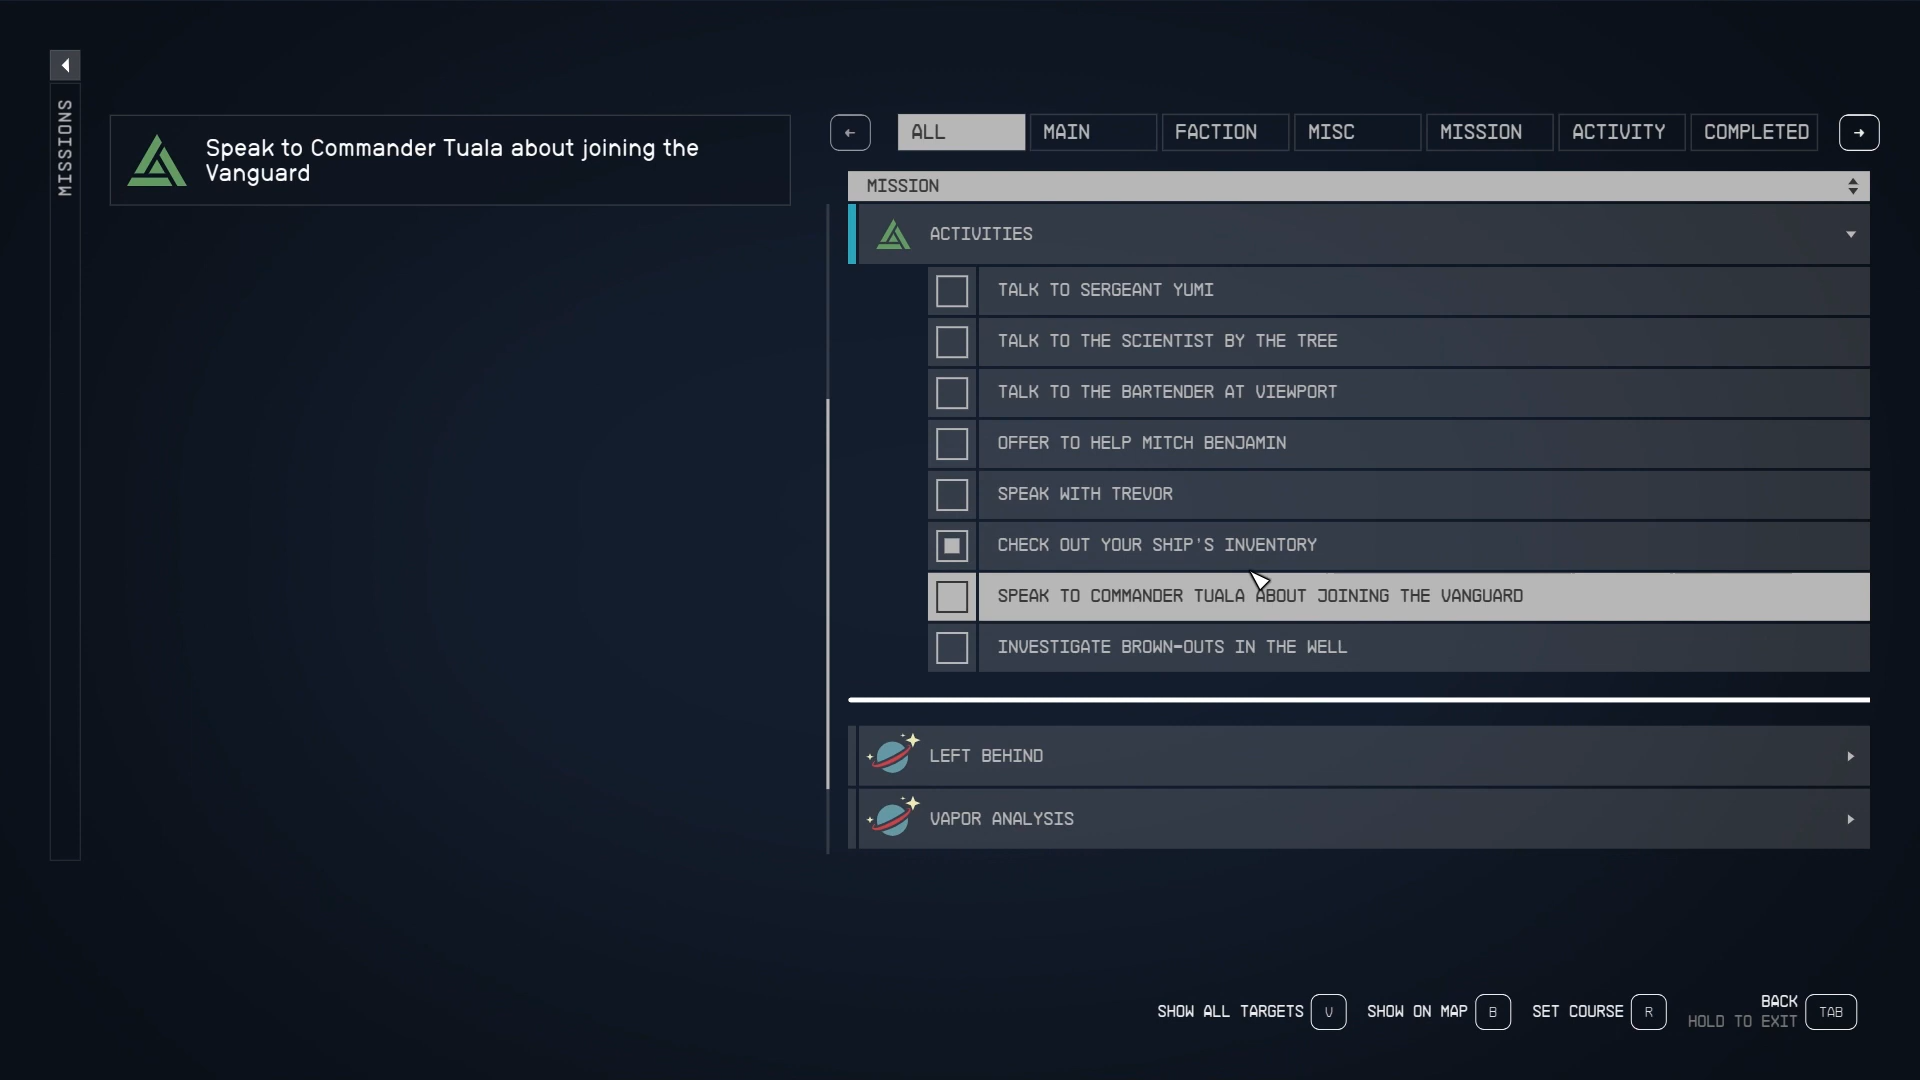 MISSIONS
Speak to Commander Tuala about joining the
Vanguard
ALL
MAIN
FACTION
MISC
MISSION
ACTIVITY
COMPLETED
MISSION
ACTIVITIES
TALK TO SERGEANT YUMI
TALK TO THE SCIENTIST BY THE TREE
TALK TO THE BARTENDER AT VIEWPORT
OFFER TO HELP MITCH BENJAMIN
SPEAK WITH TREVOR
CHECK OUT YOUR SHIP'S INVENTORY
SPEAK TO COMMANDER TUALA ABOUT JOINING THE VANGUARD
INVESTIGATE BROWN-OUTS IN THE WELL
LEFT BEHIND
VAPOR ANALYSIS
SHOW ALL TARGETS V
SHOW ON MAP B
SET COURSE R
BACK
HOLD TO EXIT
TAB